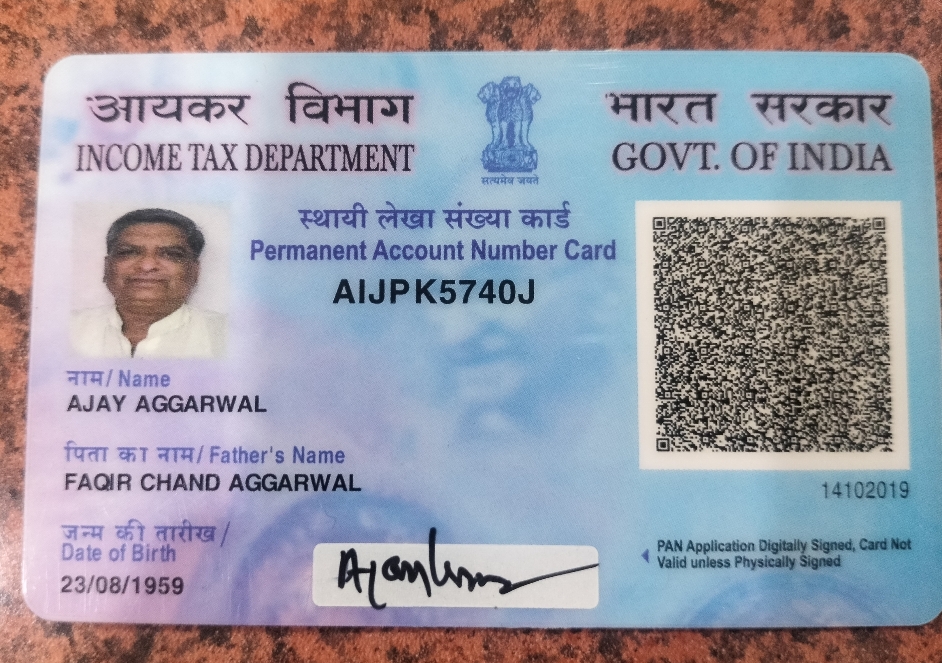 आयकर विभाग
INCOME TAX DEPARTMENT
सत्यमेव जयते
भारत सरकार
GOVT. OF INDIA
स्थायी लेखा संख्या कार्ड
Permanent Account Number Card
AIJPK5740J
नाम / Name
AJAY AGGARWAL
पिता का नाम / Father's Name
FAQIR CHAND AGGARWAL
जन्म की तारीख /
Date of Birth
23/08/1959
14102019
PAN Application Digitally Signed, Card Not
Valid unless Physically Signed